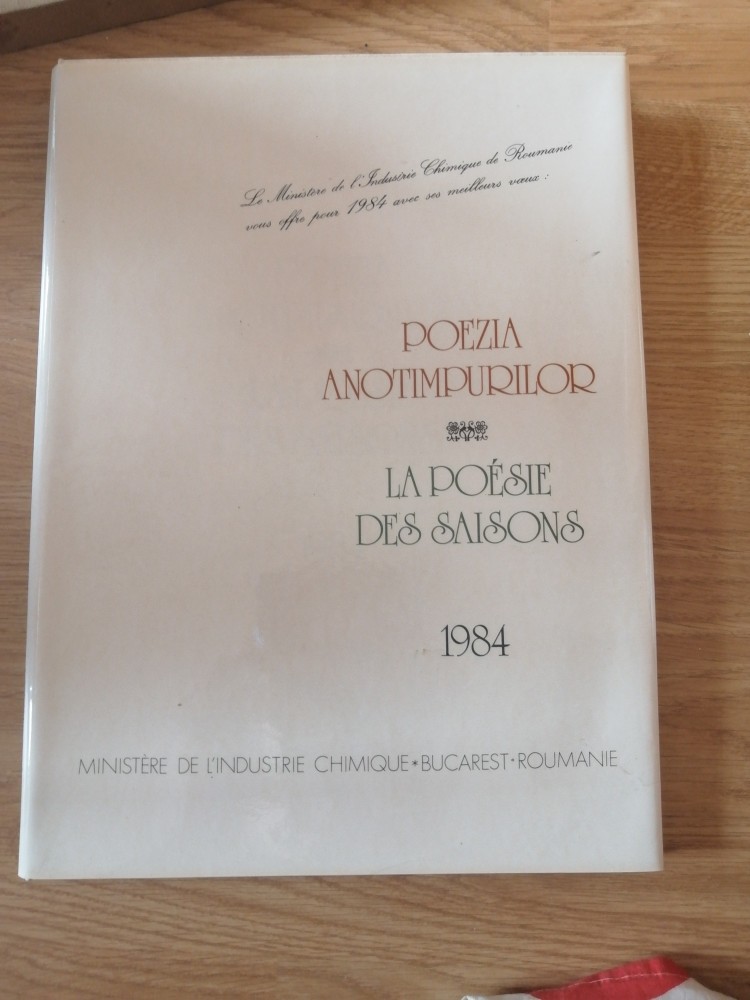 Le Ministère de l'Industrie Chimique de Roumanie
vous offre pour 1984 avec ses meilleurs vœux :
POEZIA
ANOTIMPURILOR
LA POÉSIE
DES SAISONS
1984
MINISTÈRE DE L'INDUSTRIE CHIMIQUE*BUCAREST*ROUMANIE